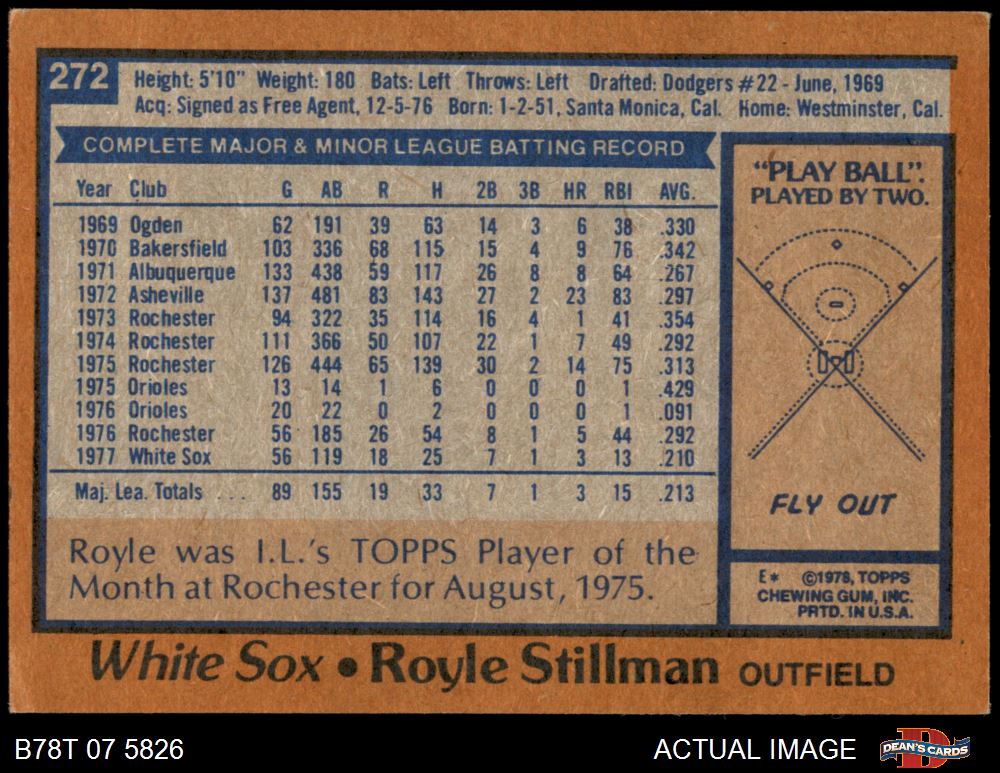 272
Height: 5'10" Weight: 180 Bats: Left Throws: Left Drafted: Dodgers #22 - June, 1969
Acq: Signed as Free Agent, 12-5-76 Born: 1-2-51, Santa Monica, Cal. Home: Westminster, Cal.
COMPLETE MAJOR & MINOR LEAGUE BATTING RECORD
Year Club G AB R H 2B 3B HR RBI AVG.
1969 Ogden 62 191 39 63 14 3 6 38 .330
1970 Bakersfield 103 336 68 115 15 4 9 76 .342
1971 Albuquerque 133 438 59 117 26 8 8 64 .267
1972 Asheville 137 481 83 143 27 2 23 83 .297
1973 Rochester 94 322 35 114 16 4 1 41 .354
1974 Rochester 111 366 50 107 22 1 7 49 .292
1975 Rochester 126 444 65 139 30 2 14 75 .313
1975 Orioles 13 14 1 6 0 0 0 1 .429
1976 Orioles 20 22 0 2 0 0 0 1 .091
1976 Rochester 56 185 26 54 8 1 5 44 .292
1977 White Sox 56 119 18 25 7 1 3 13 .210
Maj. Lea. Totals . . . 89 155 19 33 7 1 3 15 .213
Royle was I.L.'s TOPPS Player of the
Month at Rochester for August, 1975.
"PLAY BALL".
PLAYED BY TWO.
FLY OUT
E* ©1978, TOPPS
CHEWING GUM, INC.
PRTD. IN U.S.A.
White Sox • Royle Stillman OUTFIELD
B78T 07 5826
ACTUAL IMAGE
DEAN'S CARDS